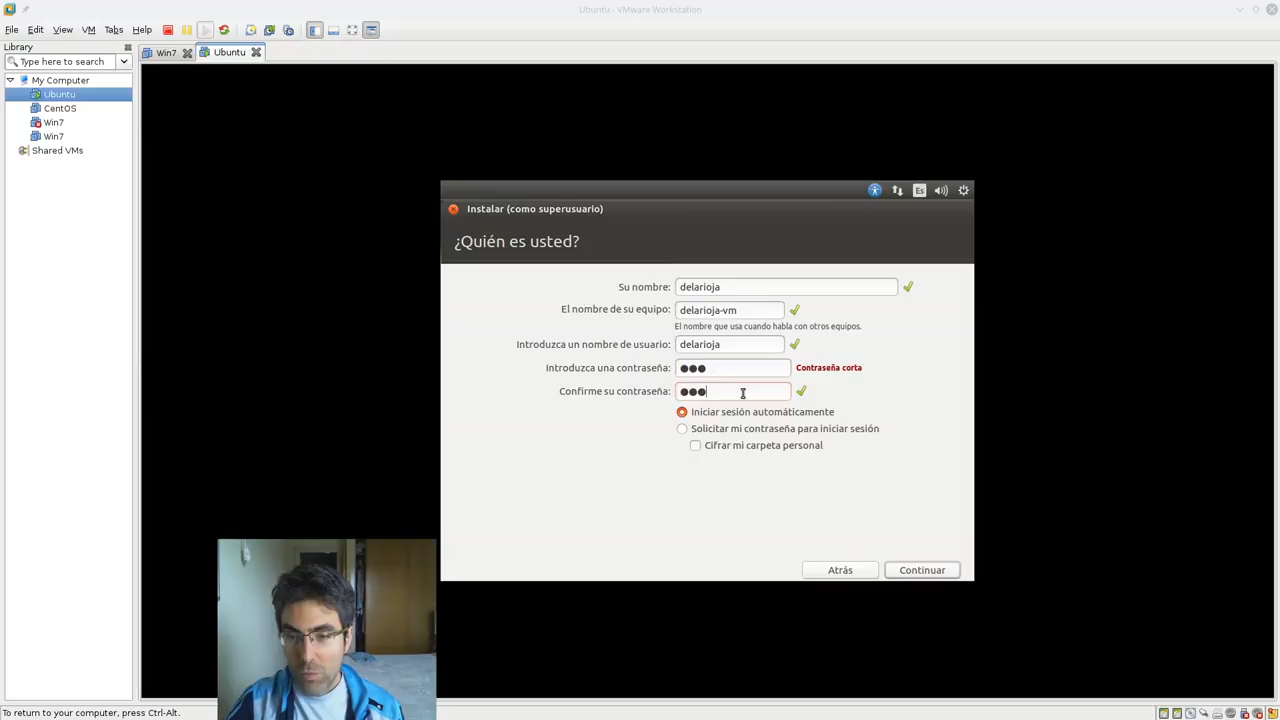 Ubuntu - VMware Workstation
File Edit View VM Tabs Help
Library
Win7
Ubuntu
Type here to search
My Computer
Ubuntu
CentOS
Win7
Win7
Shared VMs
Es
Instalar (como superusuario)
¿Quién es usted?
Su nombre: delarioja
El nombre de su equipo: delarioja-vm
El nombre que usa cuando habla con otros equipos.
Introduzca un nombre de usuario: delarioja
Introduzca una contraseña: ●●● Contraseña corta
Confirme su contraseña: ●●●
Iniciar sesión automáticamente
Solicitar mi contraseña para iniciar sesión
Cifrar mi carpeta personal
Atrás Continuar
To return to your computer, press Ctrl-Alt.